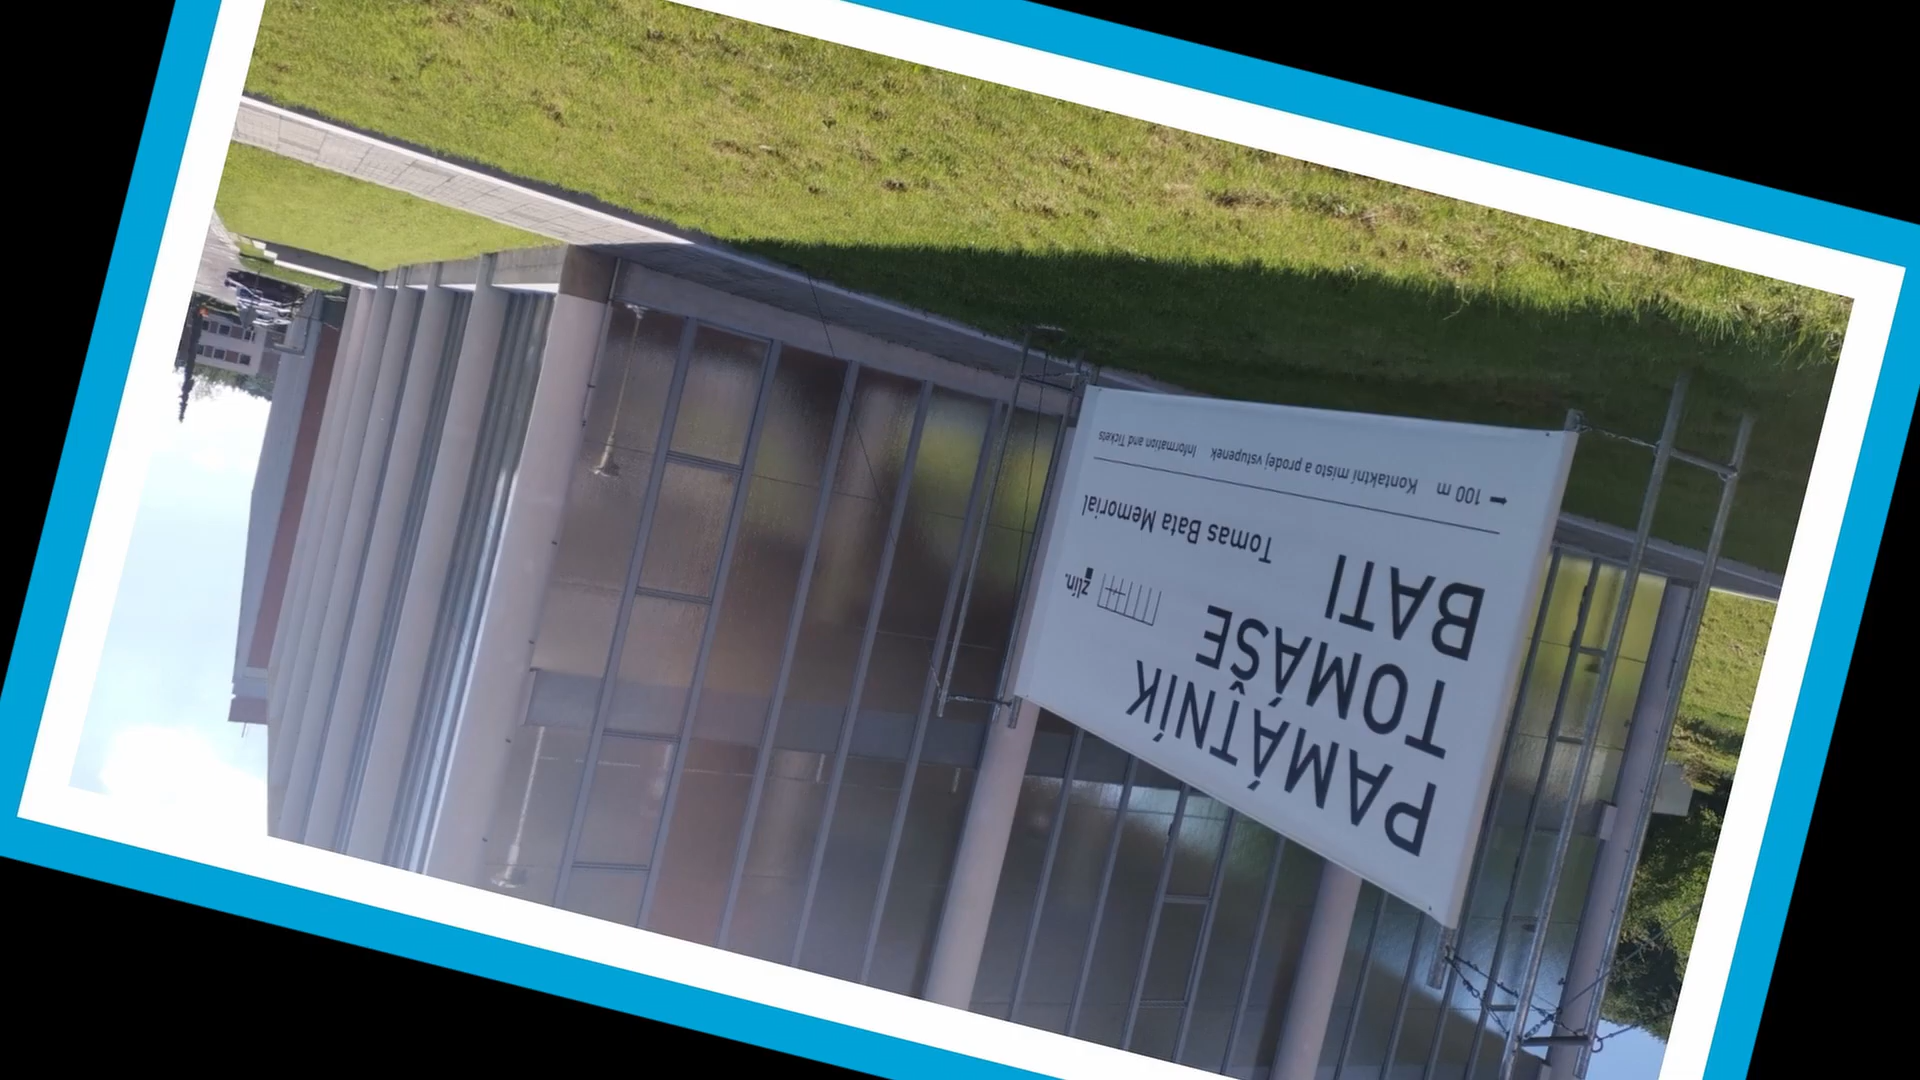 PAMÁTNÍK
TOMÁŠE
BATI
zlín.
Tomas Bata Memorial
← 100 m Kontaktní místo a prodej vstupenek Information and Tickets